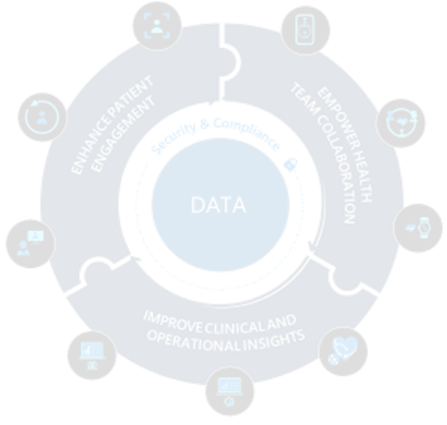 ENHANCE PATIENT
ENGAGEMENT
EMPOWER HEALTH
TEAM COLLABORATION
Security & Compliance
DATA
IMPROVE CLINICAL AND
OPERATIONAL INSIGHTS